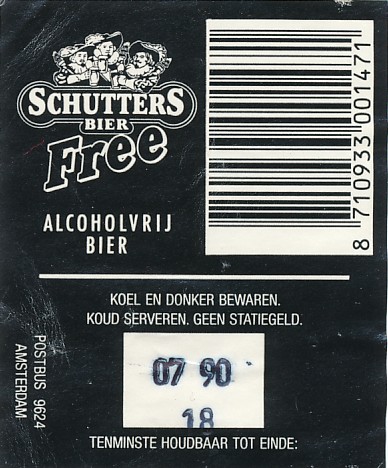 SCHUTTERS
BIER
Free
ALCOHOLVRIJ
BIER
8 710933 001471
KOEL EN DONKER BEWAREN.
KOUD SERVEREN. GEEN STATIEGELD.
POSTBUS 9624
AMSTERDAM
07 90
18
TENMINSTE HOUDBAAR TOT EINDE: